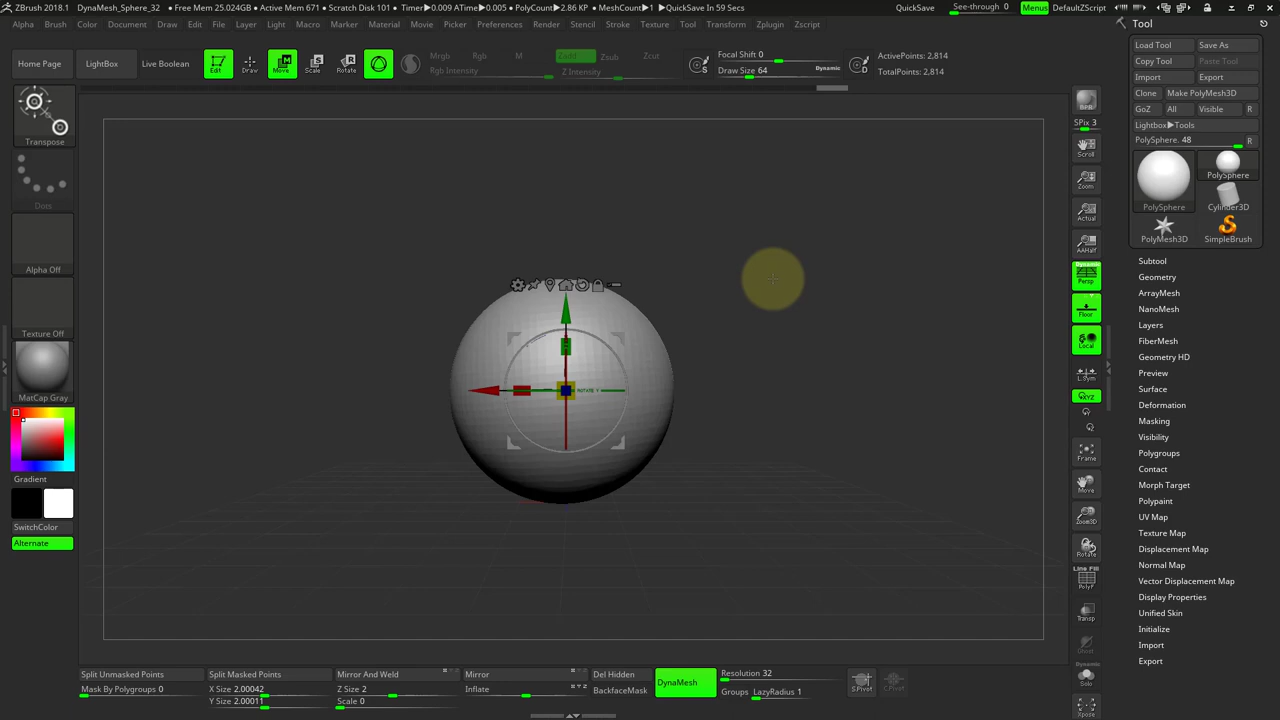 ZBrush 2018.1 DynaMesh_Sphere_32 • Free Mem 25.024GB • Active Mem 671 • Scratch Disk 101 • Timer▶0.009 ATime▶0.005 • PolyCount▶2.86 KP • MeshCount▶1 QuickSave In 59 Secs QuickSave See-through 0 Menus DefaultZScript
Alpha Brush Color Document Draw Edit File Layer Light Macro Marker Material Movie Picker Preferences Render Stencil Stroke Texture Tool Transform Zplugin Zscript
Tool
Load Tool Save As
Copy Tool Paste Tool
Import Export
Clone Make PolyMesh3D
GoZ All Visible R
Lightbox▶Tools
PolySphere. 48 R
PolySphere
PolySphere
Cylinder3D
PolyMesh3D
SimpleBrush
Subtool
Geometry
ArrayMesh
NanoMesh
Layers
FiberMesh
Geometry HD
Preview
Surface
Deformation
Masking
Visibility
Polygroups
Contact
Morph Target
Polypaint
UV Map
Texture Map
Displacement Map
Normal Map
Vector Displacement Map
Display Properties
Unified Skin
Initialize
Import
Export
Home Page LightBox Live Boolean Edit Draw Move Scale Rotate
Mrgb Rgb M
Rgb Intensity
Zadd Zsub Zcut
Z Intensity
Focal Shift 0
Draw Size 64 Dynamic
S
D
ActivePoints: 2,814
TotalPoints: 2,814
Transpose
Dots
Alpha Off
Texture Off
MatCap Gray
Gradient
SwitchColor
Alternate
ROTATE Y
BPR
SPix 3
Scroll
Zoom
Actual
AAHalf
Dynamic
Persp
Floor
Local
L.Sym
XYZ
Frame
Move
Zoom3D
Rotate
Line Fill
PolyF
Transp
Ghost
Dynamic
Solo
Xpose
Split Unmasked Points Split Masked Points Mirror And Weld Mirror Del Hidden
Mask By Polygroups 0 X Size 2.00042 Z Size 2 Inflate BackfaceMask
Y Size 2.00011 Scale 0
DynaMesh
Resolution 32
Groups LazyRadius 1
S.Pivot C.Pivot